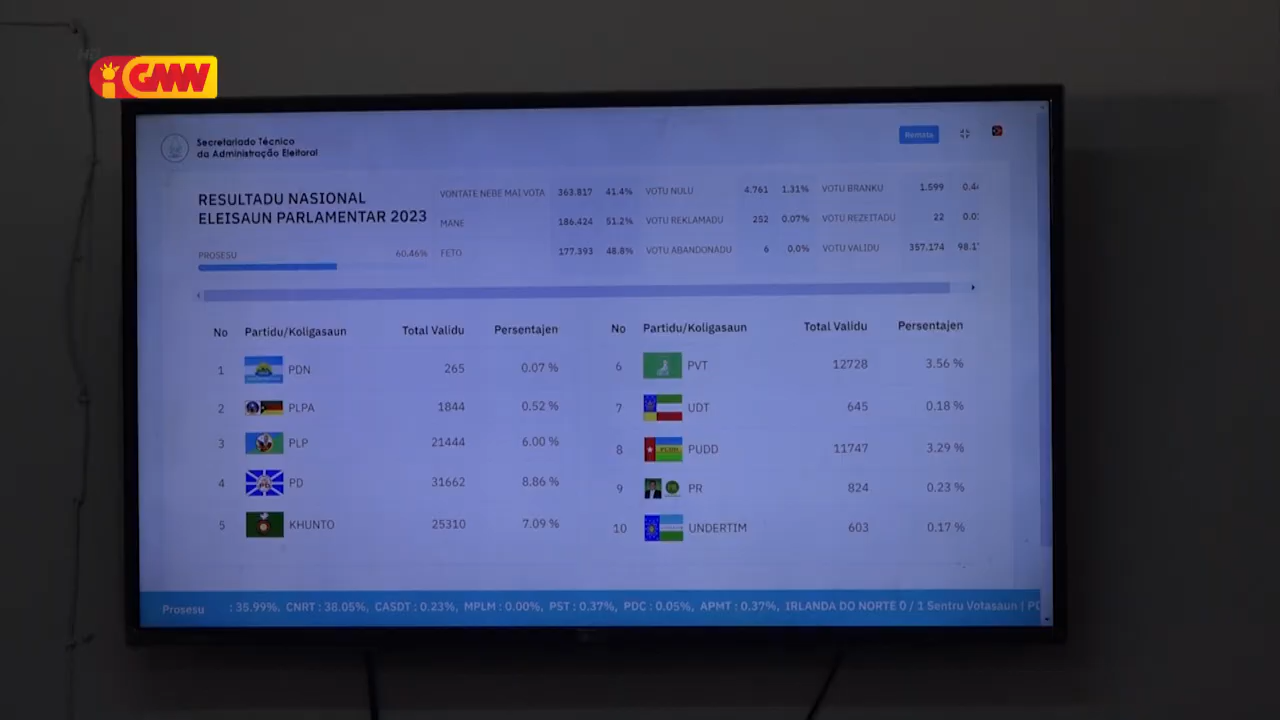 GMN
Secretariado Técnico
da Administração Eleitoral
Remata
RESULTADU NASIONAL
ELEISAUN PARLAMENTAR 2023
PROSESU 60.46%
VONTATE NEBE MAI VOTA 363.817 41.4% VOTU NULU 4.761 1.31% VOTU BRANKU 1.599
MANE 186.424 51.2% VOTU REKLAMADU 252 0.07% VOTU REZEITADU 22
FETO 177.393 48.8% VOTU ABANDONADU 6 0.0% VOTU VALIDU 357.174
No Partidu/Koligasaun Total Validu Persentajen No Partidu/Koligasaun Total Validu Persentajen
1 PDN 265 0.07 % 6 PVT 12728 3.56 %
2 PLPA 1844 0.52 % 7 UDT 645 0.18 %
3 PLP 21444 6.00 % 8 PUDD 11747 3.29 %
4 PD 31662 8.86 % 9 PR 824 0.23 %
5 KHUNTO 25310 7.09 % 10 UNDERTIM 603 0.17 %
Prosesu : 35.99%, CNRT : 38.05%, CASDT : 0.23%, MPLM : 0.00%, PST : 0.37%, PDC : 0.05%, APMT : 0.37%, IRLANDA DO NORTE 0 / 1 Sentru Votasaun |